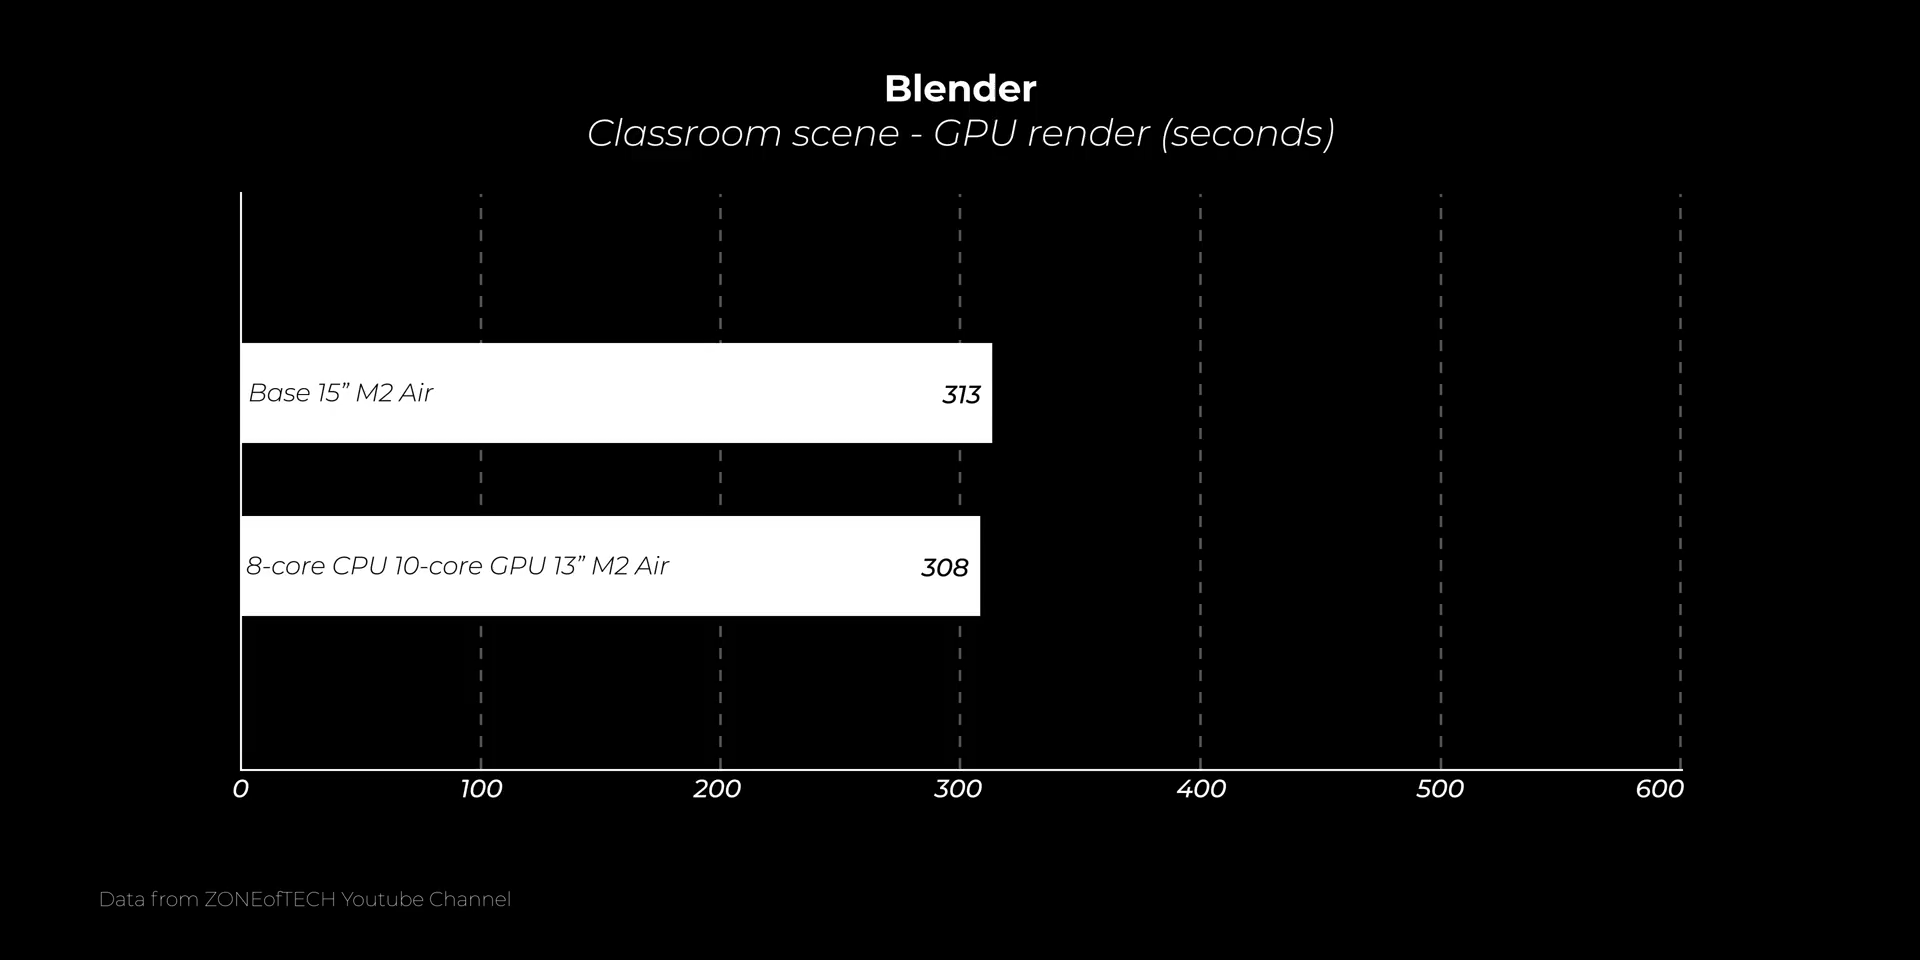 Blender
Classroom scene - GPU render (seconds)
Base 15” M2 Air 313
8-core CPU 10-core GPU 13” M2 Air 308
0 100 200 300 400 500 600
Data from ZONEofTECH Youtube Channel